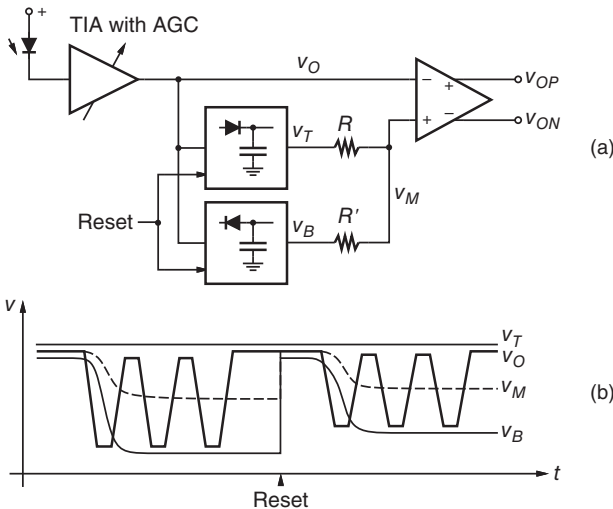 +
TIA with AGC
v_O
− +
+ −
v_OP
v_ON
v_T R
(a)
v_M
Reset
v_B R'
v
v_T
v_O
v_M
(b)
v_B
t
Reset